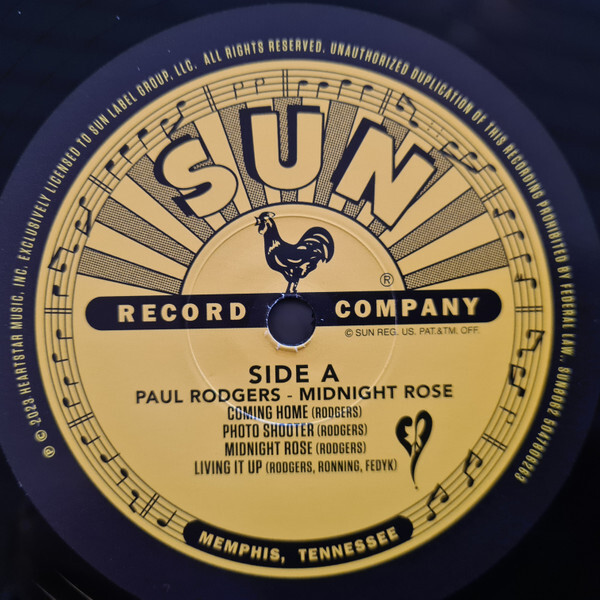 ℗ © 2023 HEARTSTAR MUSIC, INC. EXCLUSIVELY LICENSED TO SUN LABEL GROUP, LLC. ALL RIGHTS RESERVED. UNAUTHORIZED DUPLICATION OF THIS RECORDING PROHIBITED BY FEDERAL LAW., SUN8062 6047806263
SUN
®
RECORD COMPANY
© SUN REG. US. PAT.&TM. OFF.
SIDE A
PAUL RODGERS - MIDNIGHT ROSE
COMING HOME (RODGERS)
PHOTO SHOOTER (RODGERS)
MIDNIGHT ROSE (RODGERS)
LIVING IT UP (RODGERS, RONNING, FEDYK)
MEMPHIS, TENNESSEE